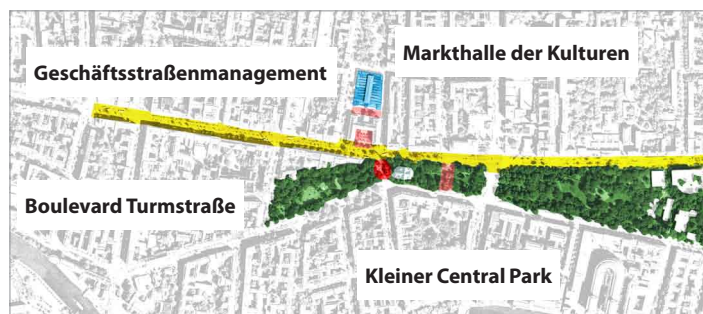 Markthalle der Kulturen
Geschäftsstraßenmanagement
Boulevard Turmstraße
Kleiner Central Park